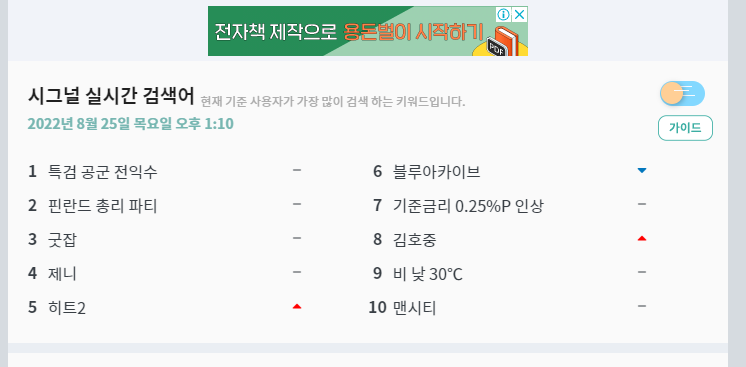 전자책 제작으로 용돈벌이 시작하기
PDF
시그널 실시간 검색어 현재 기준 사용자가 가장 많이 검색 하는 키워드입니다.
2022년 8월 25일 목요일 오후 1:10
가이드
1 특검 공군 전익수 –
2 핀란드 총리 파티 –
3 굿잡 –
4 제니 –
5 히트2
6 블루아카이브
7 기준금리 0.25%P 인상 –
8 김호중
9 비 낮 30℃ –
10 맨시티 –